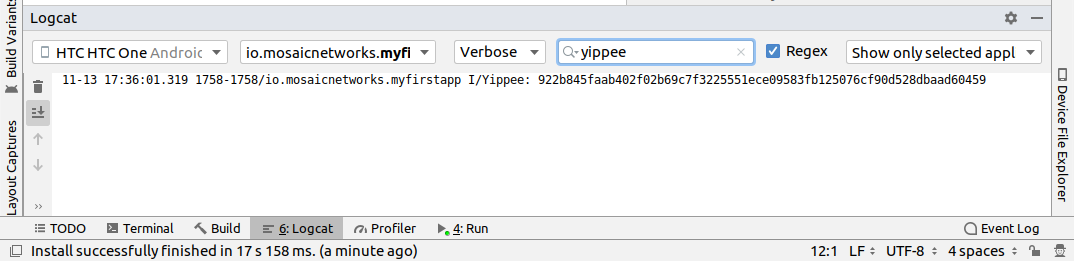 Build Variants
Layout Captures
Logcat
HTC HTC One Android
io.mosaicnetworks.myfi
Verbose
yippee
Regex
Show only selected appl
11-13 17:36:01.319 1758-1758/io.mosaicnetworks.myfirstapp I/Yippee: 922b845faab402f02b69c7f3225551ece09583fb125076cf90d528dbaad60459
Device File Explorer
TODO
Terminal
Build
6: Logcat
Profiler
4: Run
Event Log
Install successfully finished in 17 s 158 ms. (a minute ago)
12:1
LF
UTF-8
4 spaces